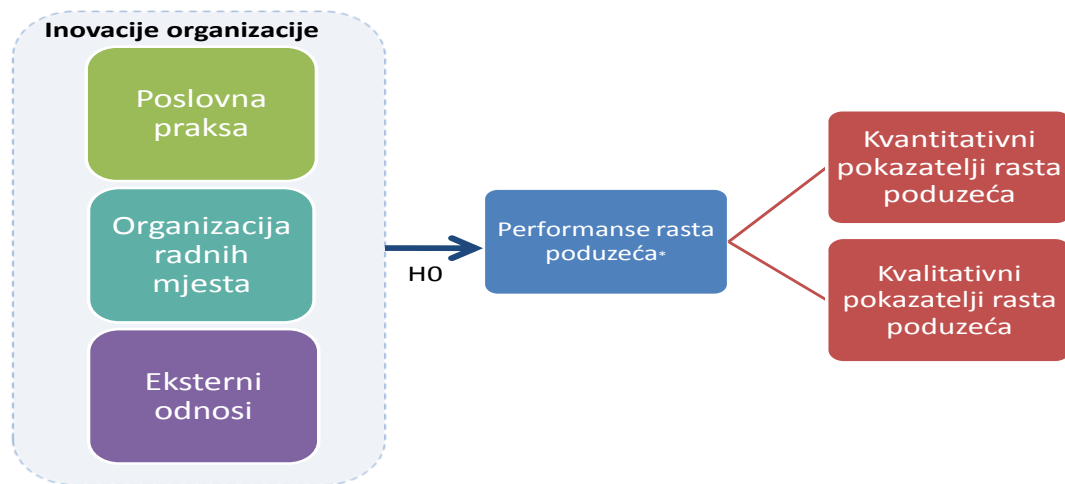 Inovacije organizacije
Poslovna
praksa
Organizacija
radnih
mjesta
Eksterni
odnosi
H0
Performanse rasta
poduzeća*
Kvantitativni
pokazatelji rasta
poduzeća
Kvalitativni
pokazatelji rasta
poduzeća